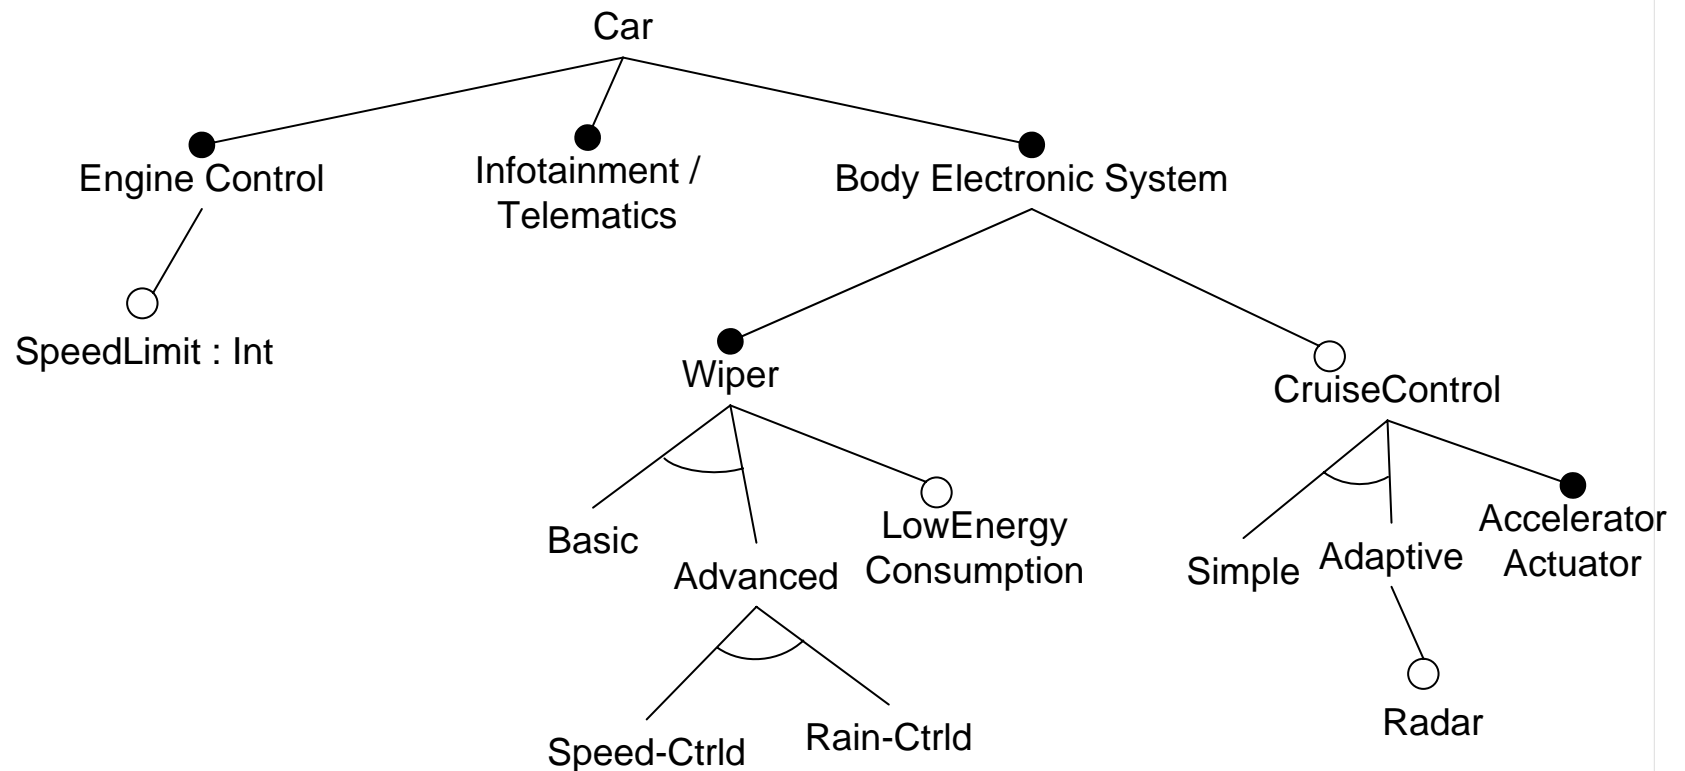 Car
Engine Control
Infotainment /
Telematics
Body Electronic System
SpeedLimit : Int
Wiper
CruiseControl
Basic
Advanced
LowEnergy
Consumption
Simple
Adaptive
Accelerator
Actuator
Speed-Ctrld
Rain-Ctrld
Radar